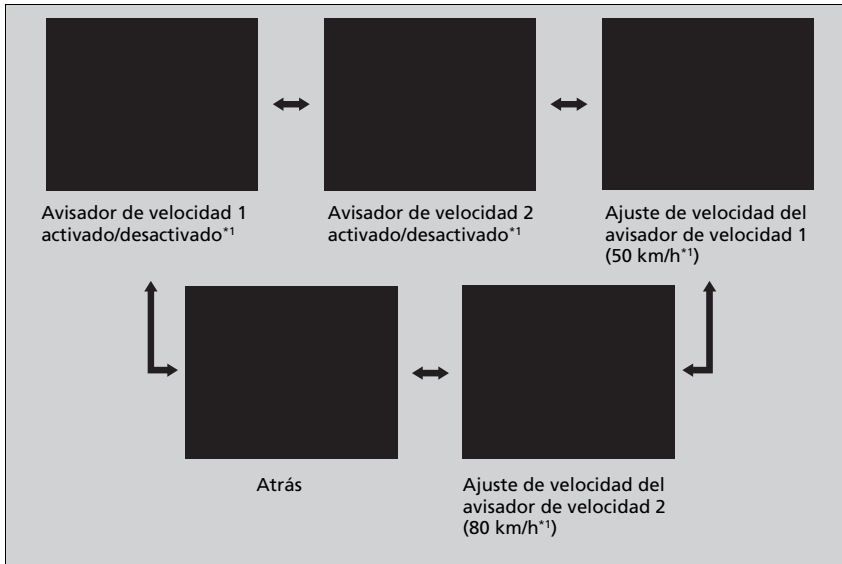 Avisador de velocidad 1
activado/desactivado*1
Avisador de velocidad 2
activado/desactivado*1
Ajuste de velocidad del
avisador de velocidad 1
(50 km/h*1)
Atrás
Ajuste de velocidad del
avisador de velocidad 2
(80 km/h*1)